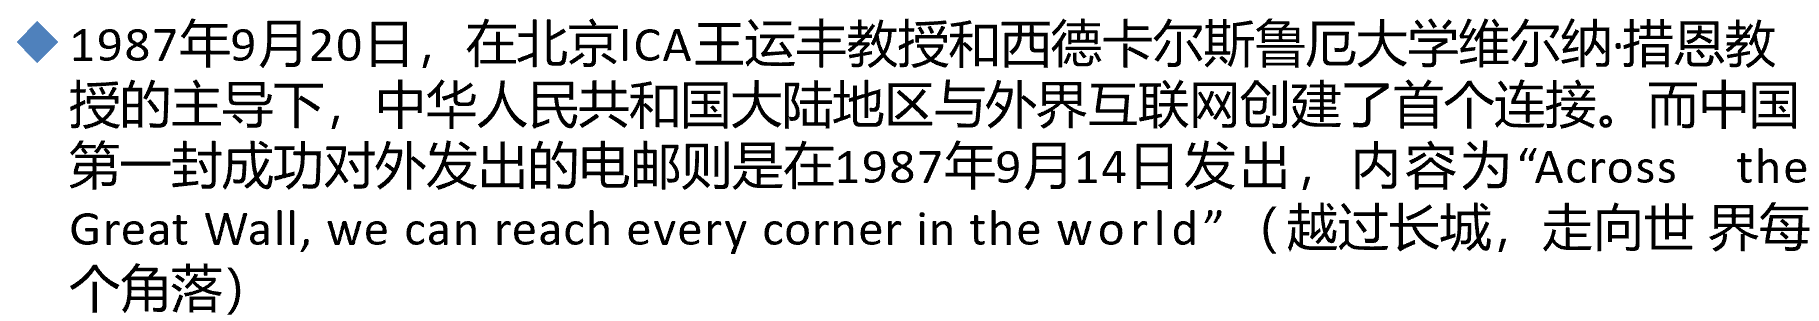 1987年9月20日，在北京ICA王运丰教授和西德卡尔斯鲁厄大学维尔纳·措恩教
授的主导下，中华人民共和国大陆地区与外界互联网创建了首个连接。而中国
第一封成功对外发出的电邮则是在1987年9月14日发出，内容为“Across the
Great Wall, we can reach every corner in the world”（越过长城，走向世 界每
个角落）